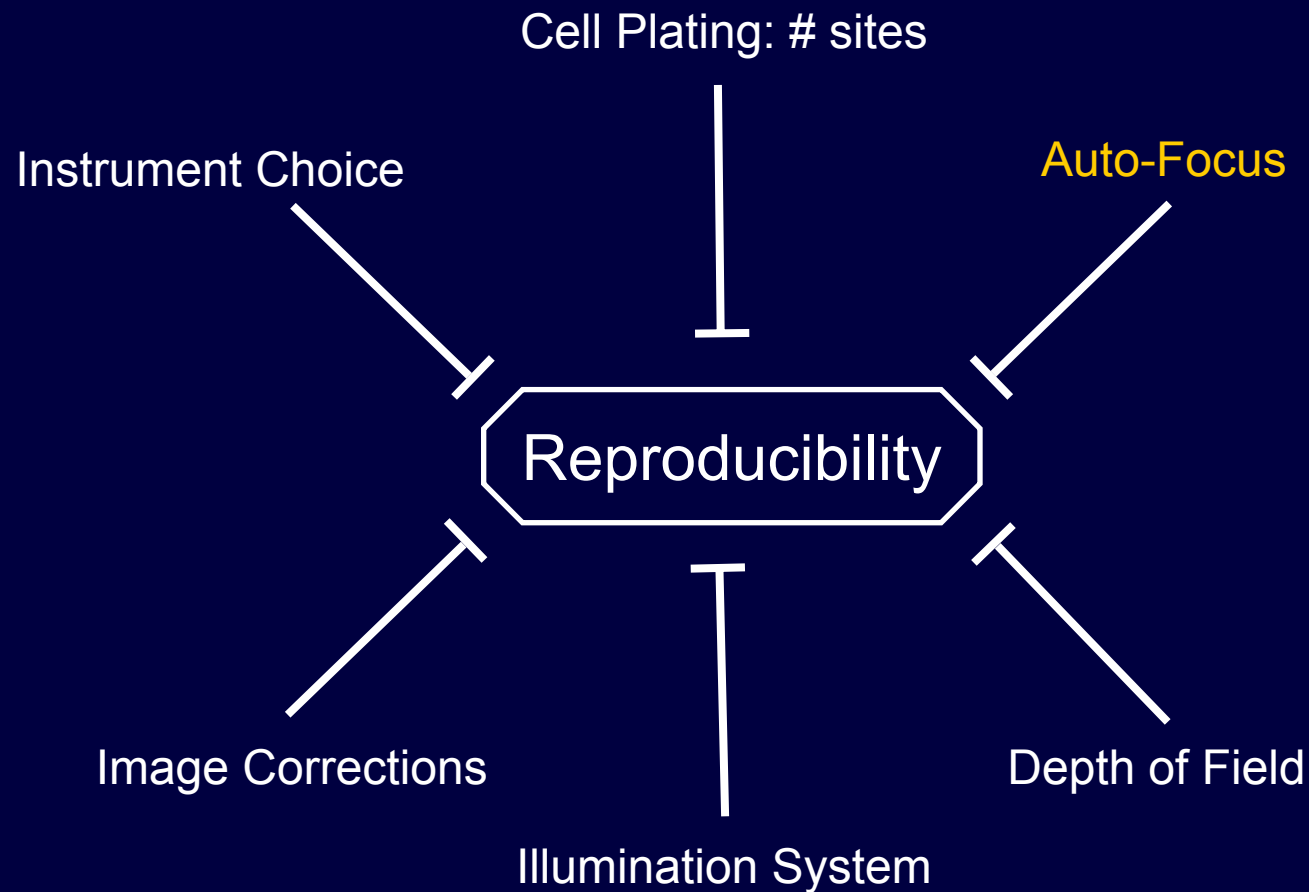 Cell Plating: # sites
Instrument Choice
Auto-Focus
Reproducibility
Image Corrections
Depth of Field
Illumination System